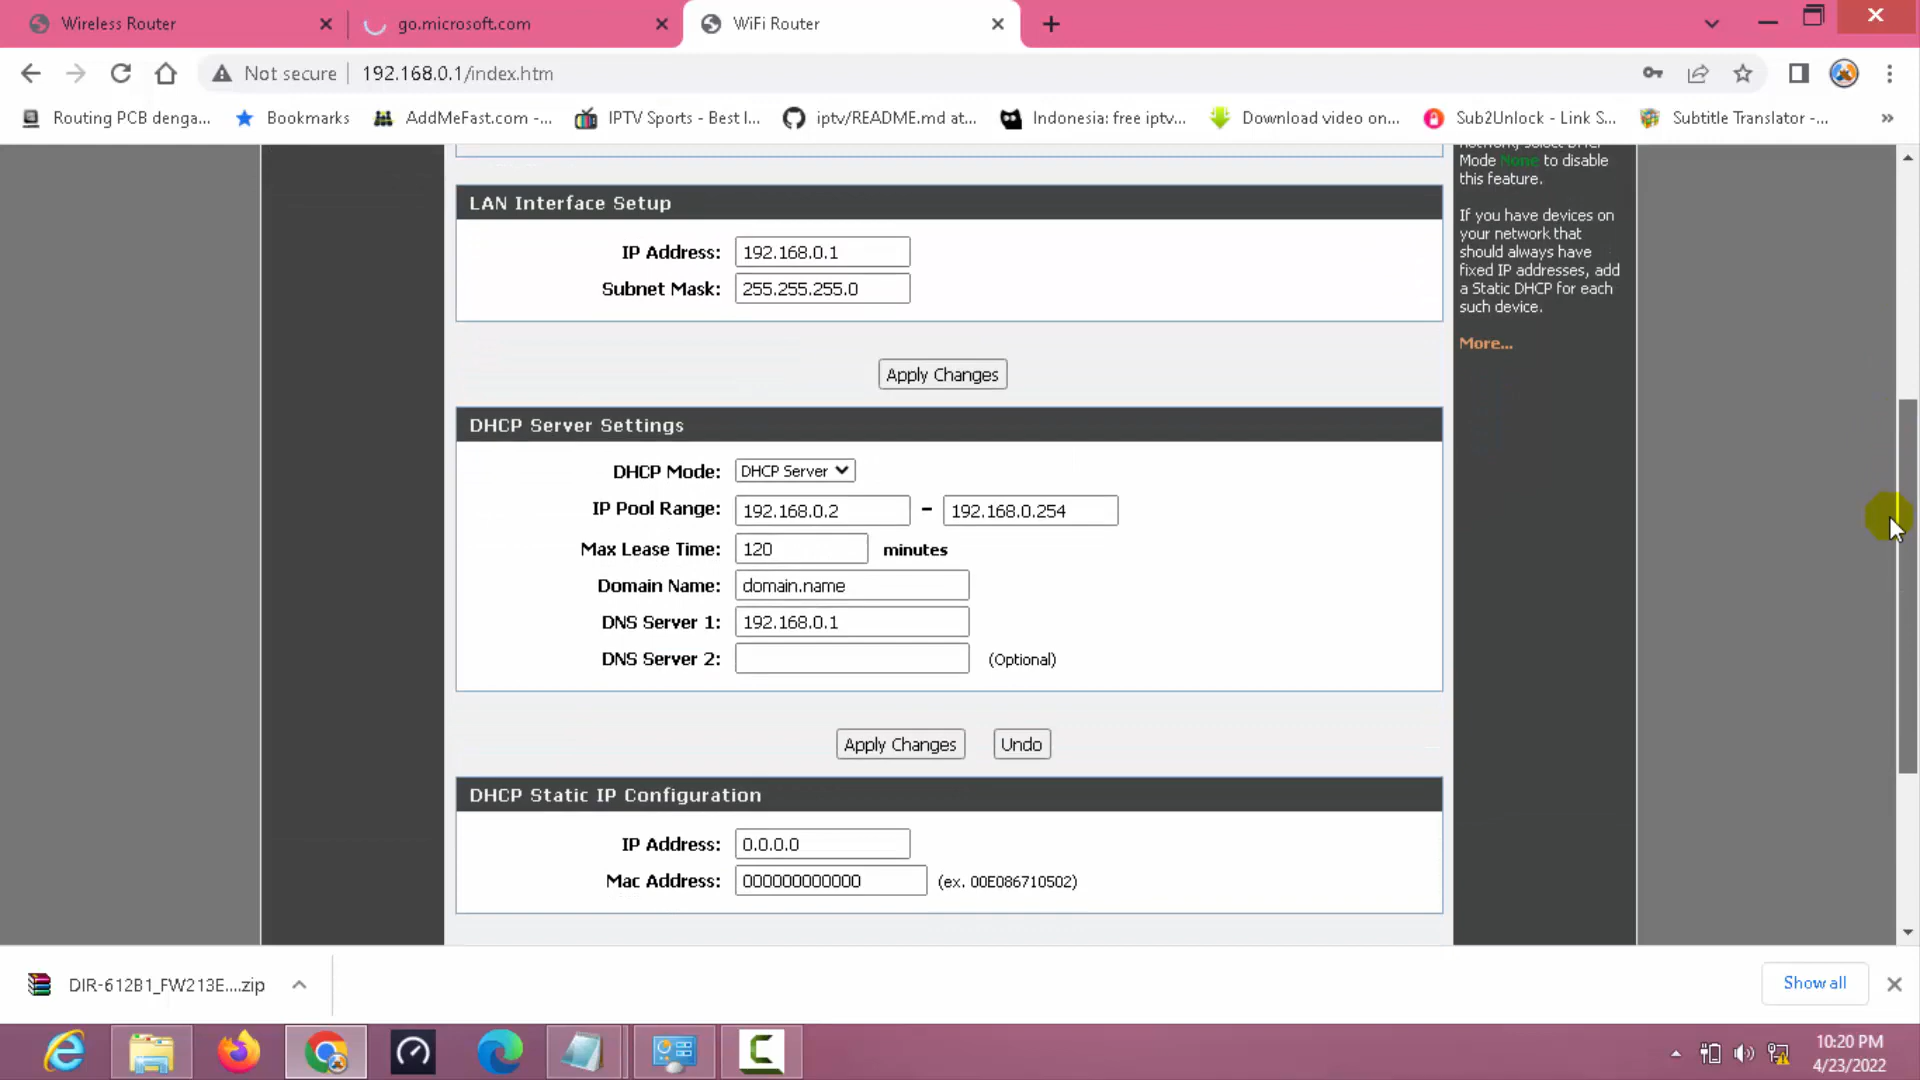 Wireless Router
go.microsoft.com
WiFi Router
Not secure
192.168.0.1/index.htm
Routing PCB denga...
Bookmarks
AddMeFast.com -...
IPTV Sports - Best I...
iptv/README.md at...
Indonesia: free iptv...
Download video on...
Sub2Unlock - Link S...
Subtitle Translator -...
»
LAN Interface Setup
IP Address: 192.168.0.1
Subnet Mask: 255.255.255.0
Apply Changes
DHCP Server Settings
DHCP Mode: DHCP Server
IP Pool Range: 192.168.0.2 - 192.168.0.254
Max Lease Time: 120 minutes
Domain Name: domain.name
DNS Server 1: 192.168.0.1
DNS Server 2: (Optional)
Apply Changes
Undo
DHCP Static IP Configuration
IP Address: 0.0.0.0
Mac Address: 000000000000 (ex. 00E086710502)
Mode None to disable
this feature.
If you have devices on
your network that
should always have
fixed IP addresses, add
a Static DHCP for each
such device.
More...
DIR-612B1_FW213E....zip
Show all
10:20 PM
4/23/2022